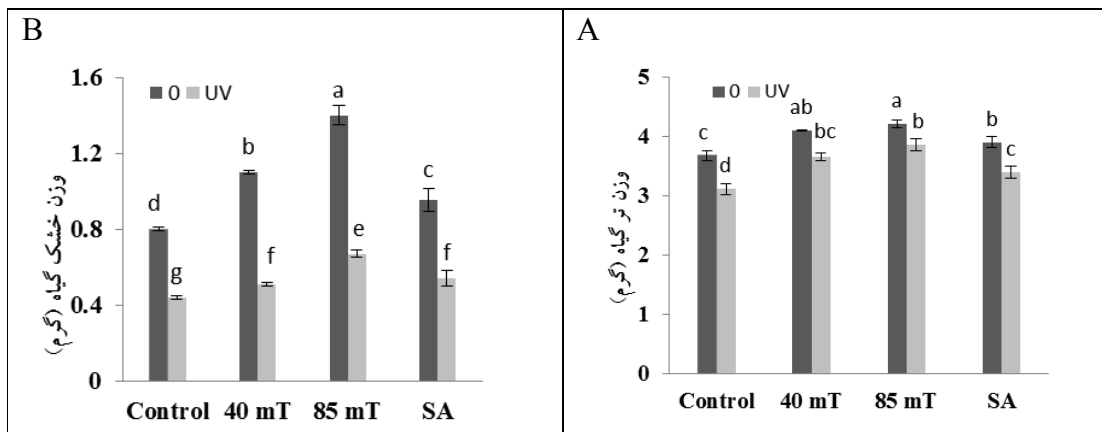 B
1.6
1.2
0.8
0.4
0
وزن خشک گیاه (گرم)
0 UV
d g b f a e c f
Control 40 mT 85 mT SA
A
5
4
3
2
1
0
وزن تر گیاه (گرم)
0 UV
c d ab bc a b b c
Control 40 mT 85 mT SA